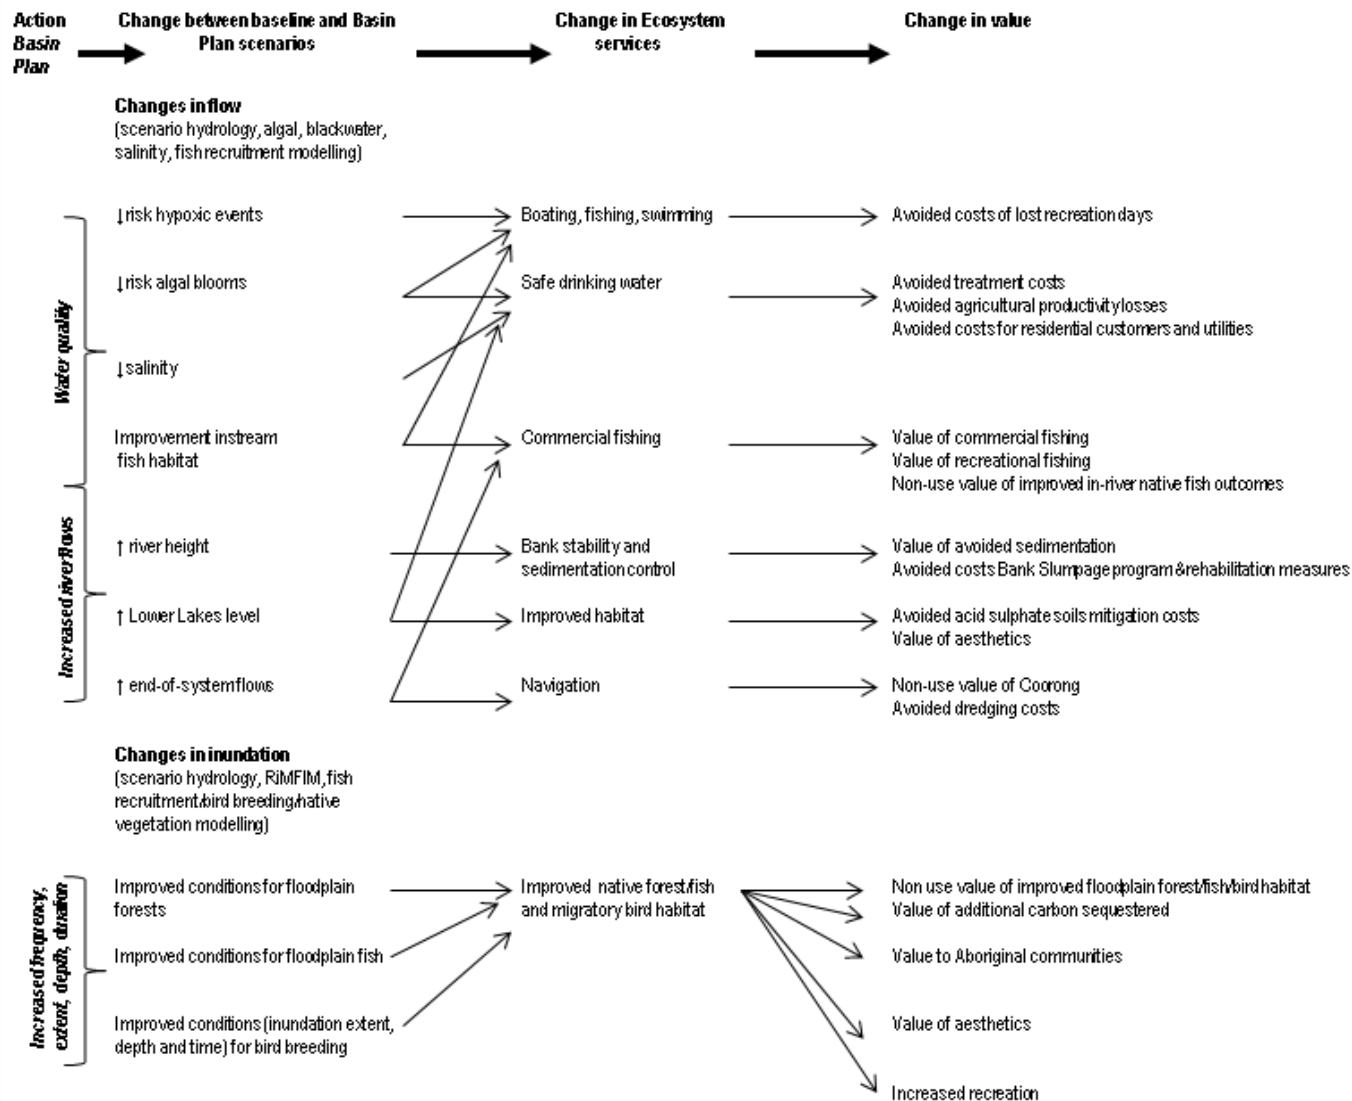 Action
Basin
Plan
Change between baseline and Basin
Plan scenarios
Change in Ecosystem
services
Change in value
Changes in flow
(scenario hydrology, algal, blackwater,
salinity, fish recruitment modelling)
Water quality
↓risk hypoxic events
Boating, fishing, swimming
Avoided costs of lost recreation days
↓risk algal blooms
Safe drinking water
Avoided treatment costs
Avoided agricultural productivity losses
Avoided costs for residential customers and utilities
↓salinity
Improvement instream
fish habitat
Commercial fishing
Value of commercial fishing
Value of recreational fishing
Non-use value of improved in-river native fish outcomes
Increased river flows
↑ river height
Bank stability and
sedimentation control
Value of avoided sedimentation
Avoided costs Bank Slumpage program & rehabilitation measures
↑ Lower Lakes level
Improved habitat
Avoided acid sulphate soils mitigation costs
Value of aesthetics
↑ end-of-system flows
Navigation
Non-use value of Coorong
Avoided dredging costs
Changes in inundation
(scenario hydrology, RiMFIM, fish
recruitment/bird breeding/native
vegetation modelling)
Increased frequency,
extent, depth, duration
Improved conditions for floodplain
forests
Improved native forest/fish
and migratory bird habitat
Non use value of improved floodplain forest/fish/bird habitat
Value of additional carbon sequestered
Improved conditions for floodplain fish
Value to Aboriginal communities
Improved conditions (inundation extent,
depth and time) for bird breeding
Value of aesthetics
Increased recreation